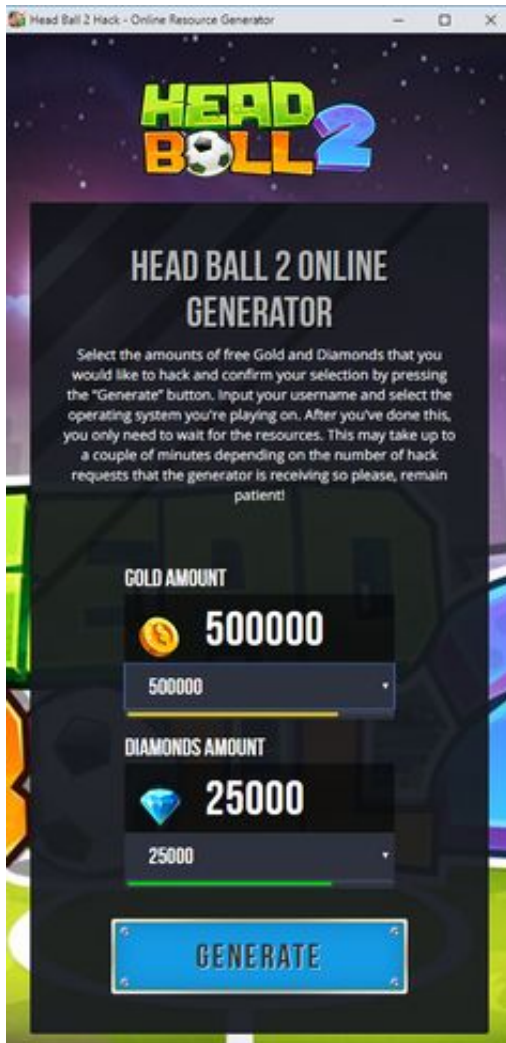 Head Ball 2 Hack - Online Resource Generator
HEAD
BALL 2
HEAD BALL 2 ONLINE
GENERATOR
Select the amounts of free Gold and Diamonds that you
would like to hack and confirm your selection by pressing
the "Generate" button. Input your username and select the
operating system you're playing on. After you've done this,
you only need to wait for the resources. This may take up to
a couple of minutes depending on the number of hack
requests that the generator is receiving so please, remain
patient!
GOLD AMOUNT
500000
500000
DIAMONDS AMOUNT
25000
25000
GENERATE